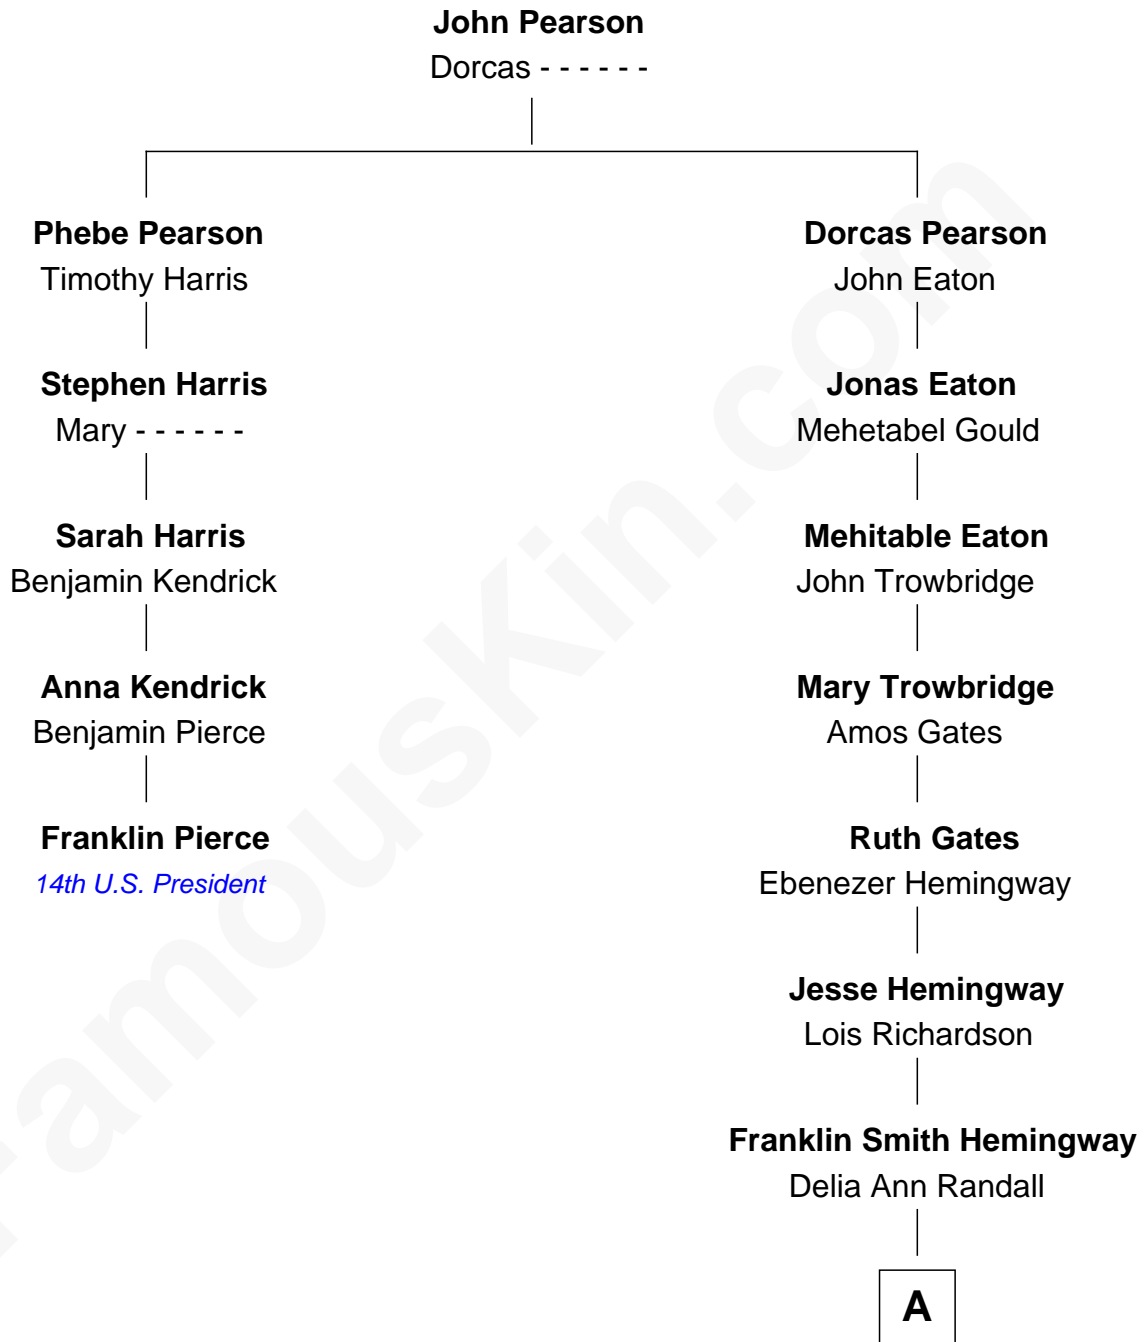 John Pearson
Dorcas - - - - - -
Phebe Pearson
Timothy Harris
Dorcas Pearson
John Eaton
Stephen Harris
Mary - - - - - -
Jonas Eaton
Mehetabel Gould
Sarah Harris
Benjamin Kendrick
Mehitable Eaton
John Trowbridge
Anna Kendrick
Benjamin Pierce
Mary Trowbridge
Amos Gates
Franklin Pierce
14th U.S. President
Ruth Gates
Ebenezer Hemingway
Jesse Hemingway
Lois Richardson
Franklin Smith Hemingway
Delia Ann Randall
A
FamousKin.com